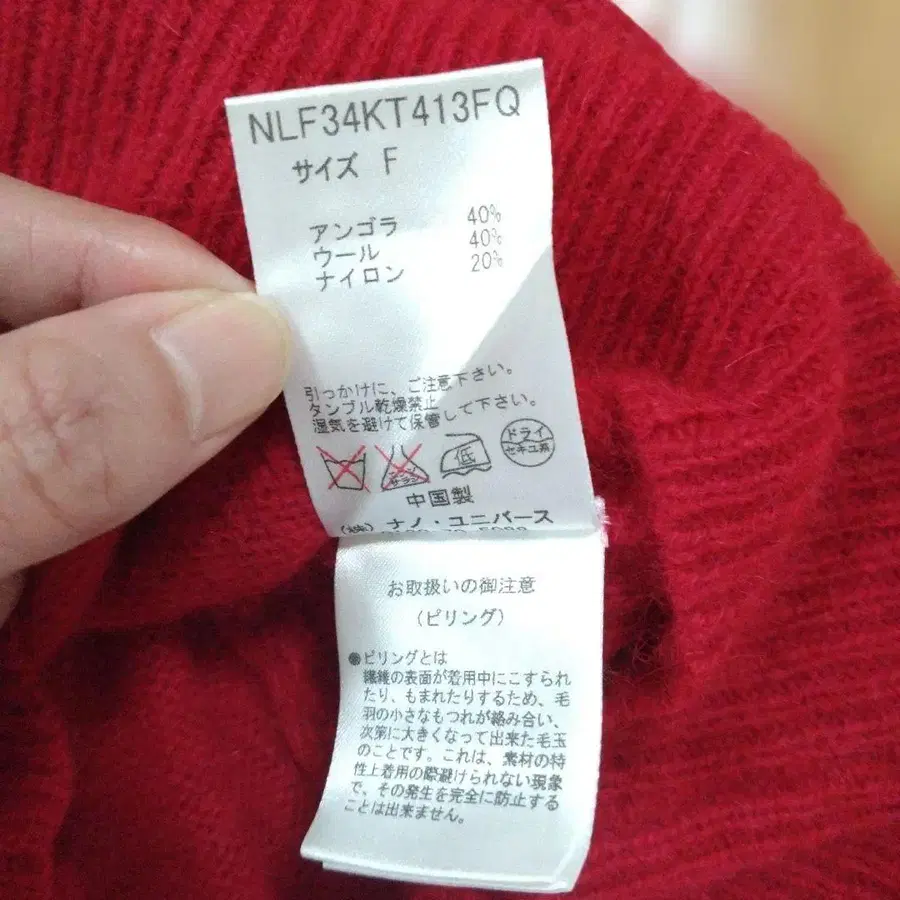 NLF34KT413FQ
サイズ F
アンゴラ 40%
ウール 40%
ナイロン 20%
引っかけに、ご注意下さい。
タンブル乾燥禁止
湿気を避けて保管して下さい。
低
ドライ
セキユ系
中国製
(株) ナノ・ユニバース
お取扱いの御注意
(ピリング)
●ピリングとは
繊維の表面が着用中にこすられ
たり、もまれたりするため、毛
羽の小さなもつれが絡み合い、
次第に大きくなって出来た毛玉
のことです。これは、素材の特
性上着用の際避けられない現象
で、その発生を完全に防止する
ことは出来ません。